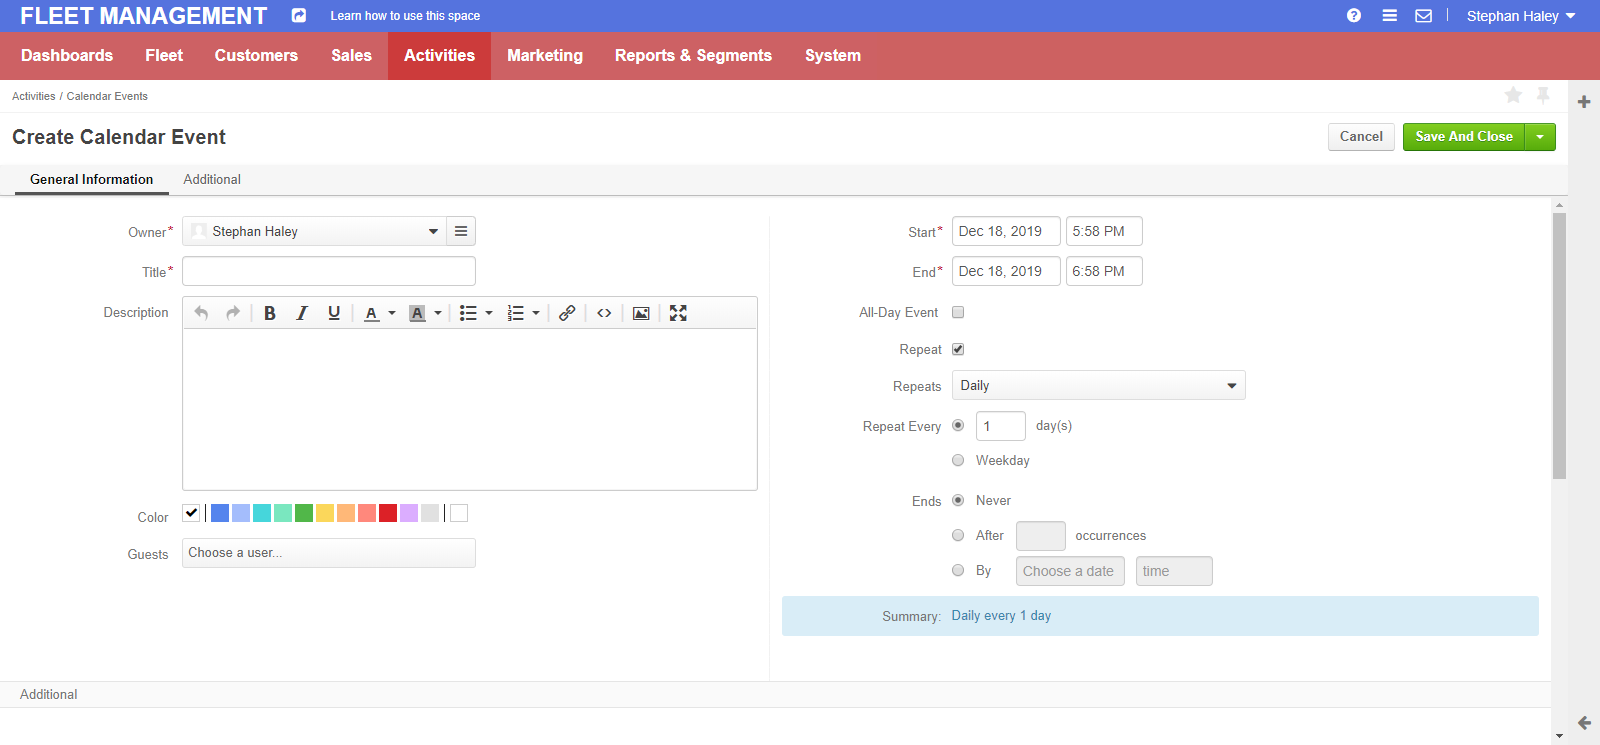 FLEET MANAGEMENT Learn how to use this space Stephan Haley
Dashboards Fleet Customers Sales Activities Marketing Reports & Segments System
Activities / Calendar Events
Create Calendar Event Cancel Save And Close
General Information Additional
Owner* Stephan Haley
Title*
Description
B I U A A
Color
Guests Choose a user...
Start* Dec 18, 2019 5:58 PM
End* Dec 18, 2019 6:58 PM
All-Day Event
Repeat
Repeats Daily
Repeat Every 1 day(s)
Weekday
Ends Never
After occurrences
By Choose a date time
Summary: Daily every 1 day
Additional